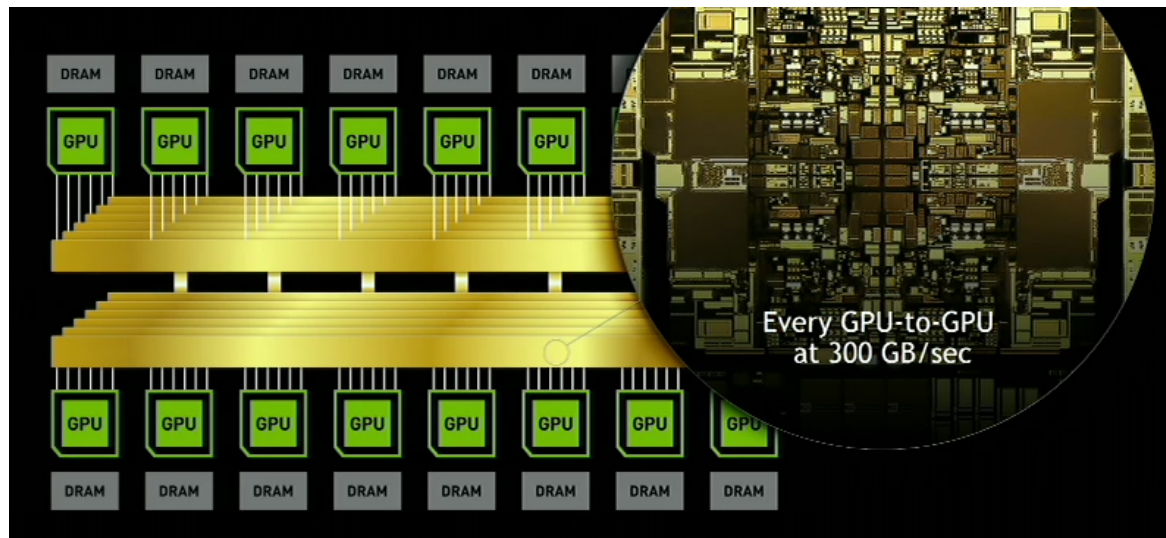 DRAM DRAM DRAM DRAM DRAM DRAM
GPU GPU GPU GPU GPU GPU
Every GPU-to-GPU
at 300 GB/sec
GPU GPU GPU GPU GPU GPU GPU GPU
DRAM DRAM DRAM DRAM DRAM DRAM DRAM DRAM